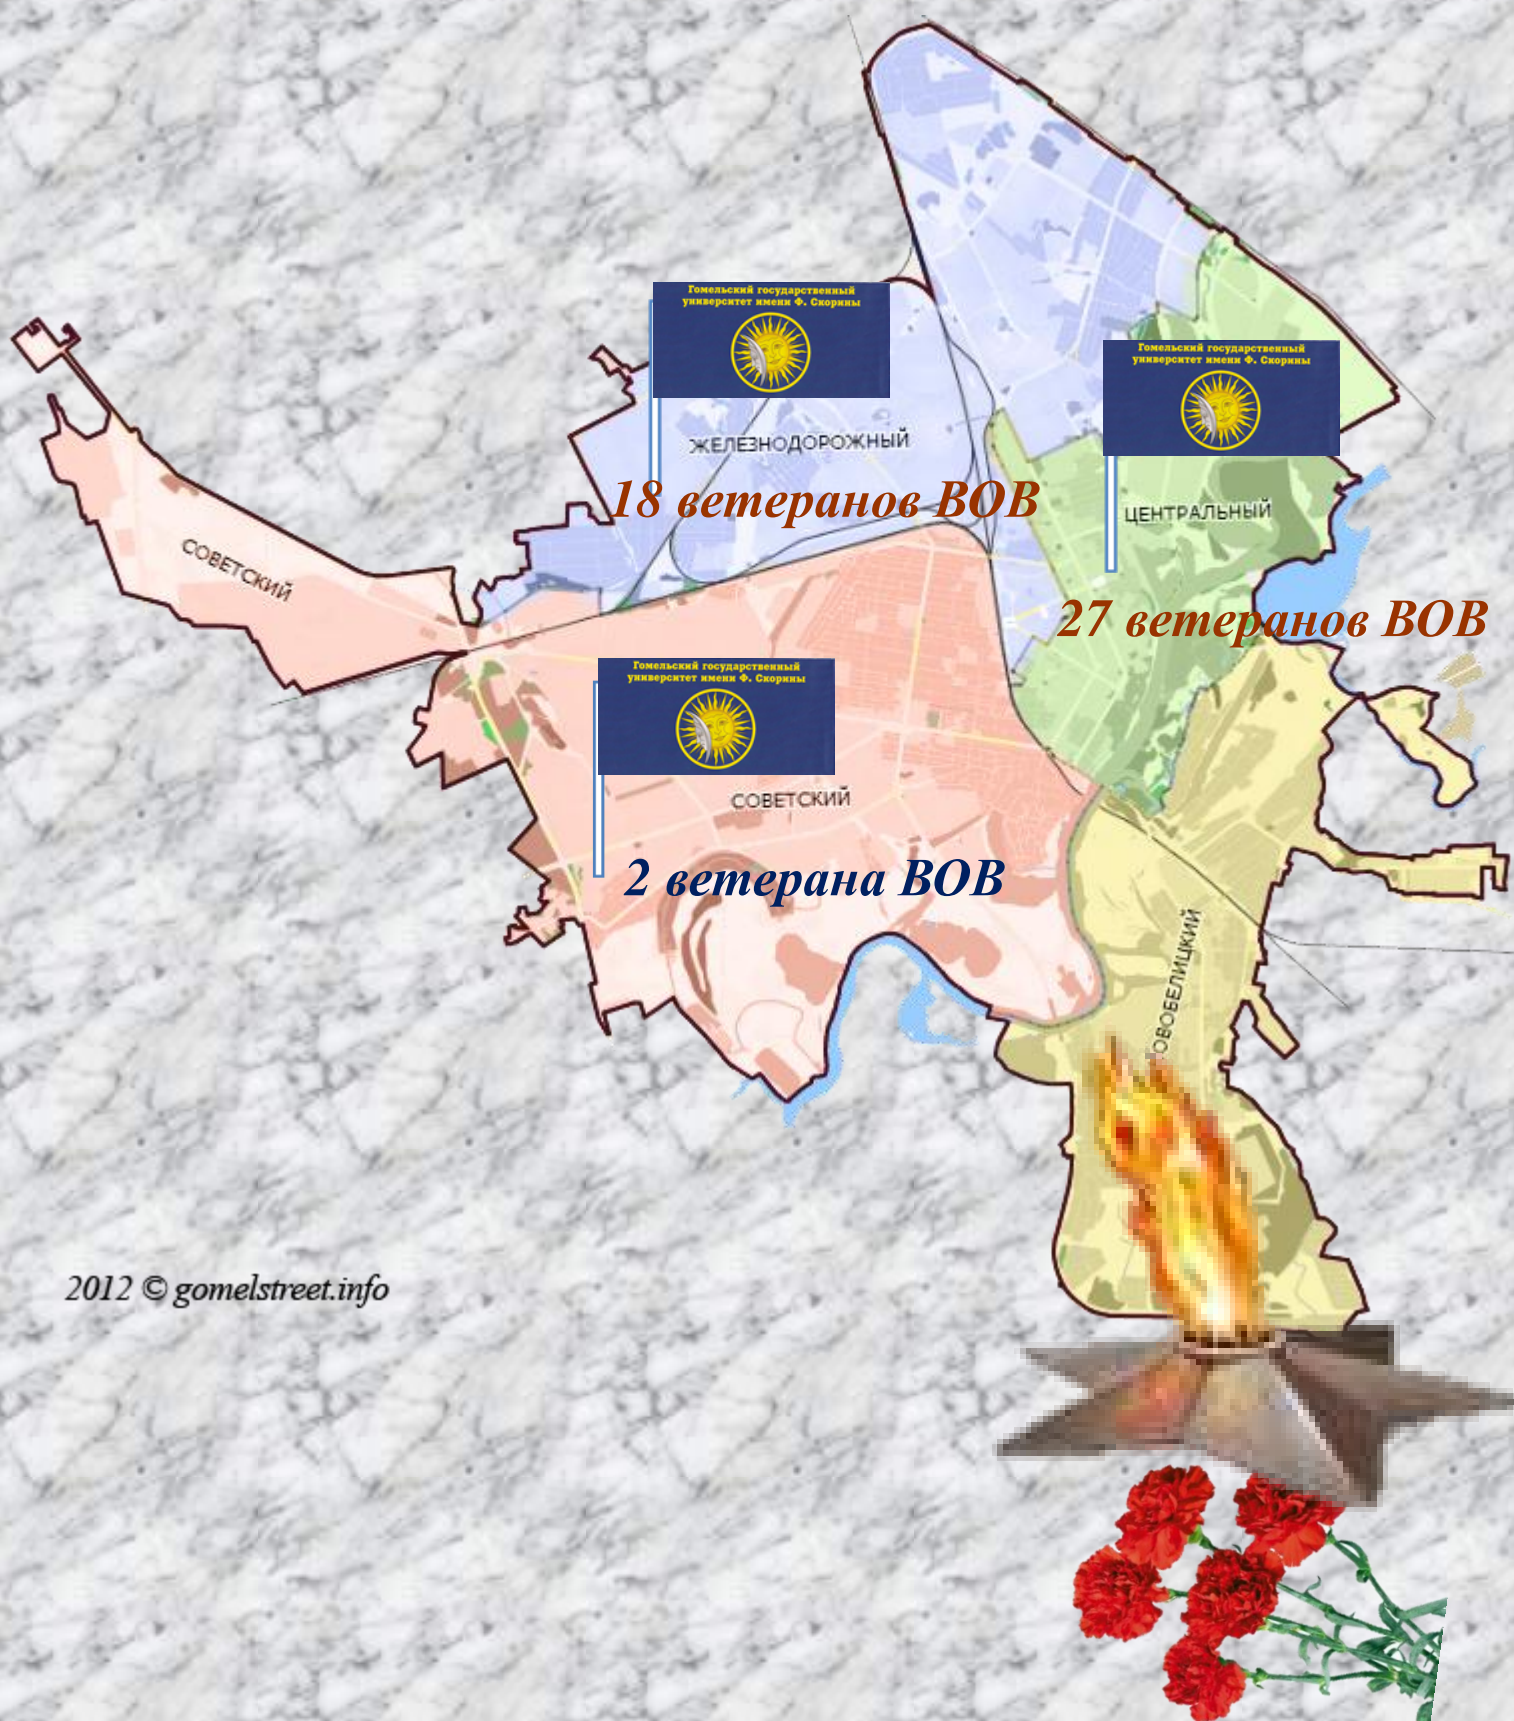 Гомельский государственный
университет имени Ф. Скорины
Гомельский государственный
университет имени Ф. Скорины
ЖЕЛЕЗНОДОРОЖНЫЙ
18 ветеранов ВОВ
ЦЕНТРАЛЬНЫЙ
СОВЕТСКИЙ
27 ветеранов ВОВ
Гомельский государственный
университет имени Ф. Скорины
СОВЕТСКИЙ
2 ветерана ВОВ
ОВОБЕЛИЦКИЙ
2012 © gomelstreet.info